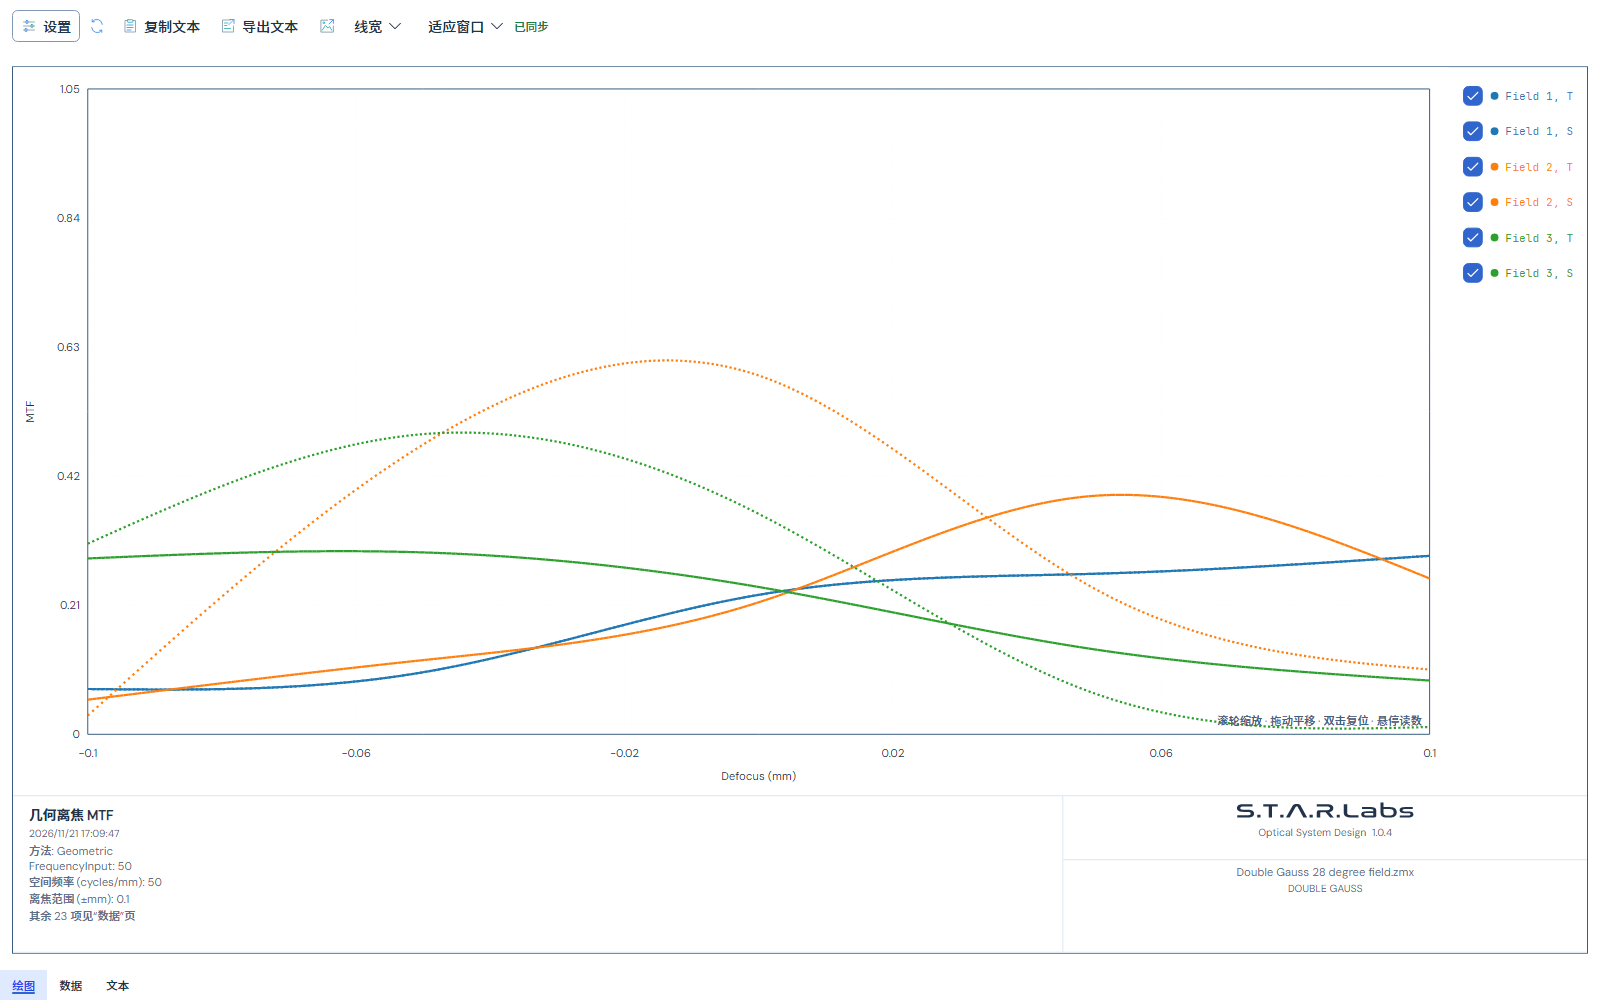 设置 复制文本 导出文本 线宽 适应窗口 已同步
1.05
0.84
0.63
0.42
0.21
0
MTF
-0.1 -0.06 -0.02 0.02 0.06 0.1
Defocus (mm)
滚轮缩放 · 拖动平移 · 双击复位 · 悬停读数
Field 1, T
Field 1, S
Field 2, T
Field 2, S
Field 3, T
Field 3, S
几何离焦 MTF
2026/11/21 17:09:47
方法: Geometric
FrequencyInput: 50
空间频率 (cycles/mm): 50
离焦范围 (±mm): 0.1
其余 23 项见“数据”页
S.T.A.R.Labs
Optical System Design 1.0.4
Double Gauss 28 degree field.zmx
DOUBLE GAUSS
绘图 数据 文本